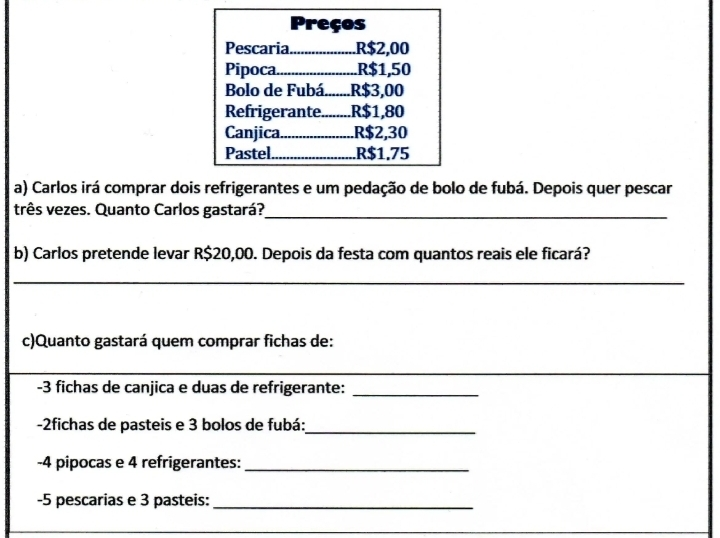 Preços
Pescaria...................R$2,00
Pipoca.......................R$1,50
Bolo de Fubá.......R$3,00
Refrigerante........R$1,80
Canjica.....................R$2,30
Pastel........................R$1,75
a) Carlos irá comprar dois refrigerantes e um pedação de bolo de fubá. Depois quer pescar
três vezes. Quanto Carlos gastará?
b) Carlos pretende levar R$20,00. Depois da festa com quantos reais ele ficará?
c)Quanto gastará quem comprar fichas de:
-3 fichas de canjica e duas de refrigerante:
-2fichas de pasteis e 3 bolos de fubá:
-4 pipocas e 4 refrigerantes:
-5 pescarias e 3 pasteis: